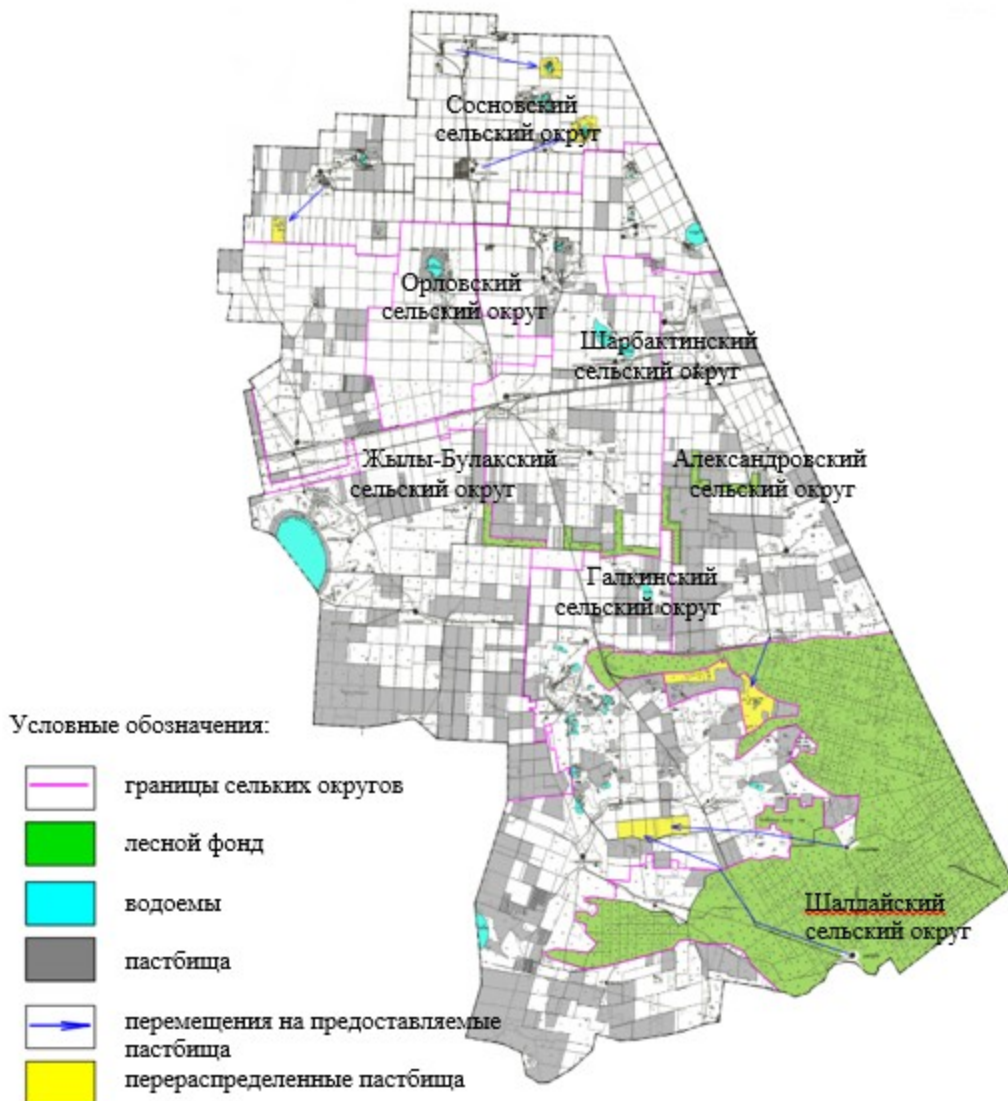 Сосновский
сельский округ
Орловский
сельский округ
Шарбактинский
сельский округ
Жылы-Булакский
сельский округ
Александровский
сельский округ
Галкинский
сельский округ
Шалдайский
сельский округ
Условные обозначения:
границы сельких округов
лесной фонд
водоемы
пастбища
перемещения на предоставляемые
пастбища
перераспределенные пастбища